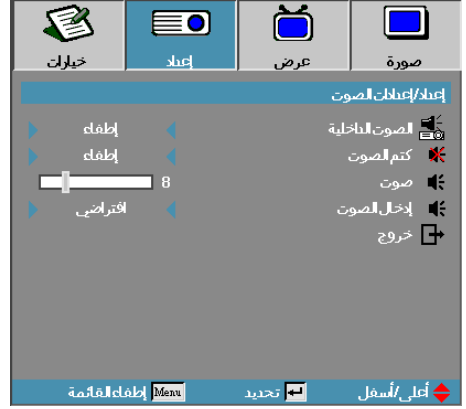 صورة
عرض
إعداد
خيارات
إعداد/إعدادات الصوت
الصوت الداخلية إطفاء
كتم الصوت إطفاء
صوت 8
إدخال الصوت افتراضي
خروج
أعلى/أسفل تحديد Menu إطفاء القائمة